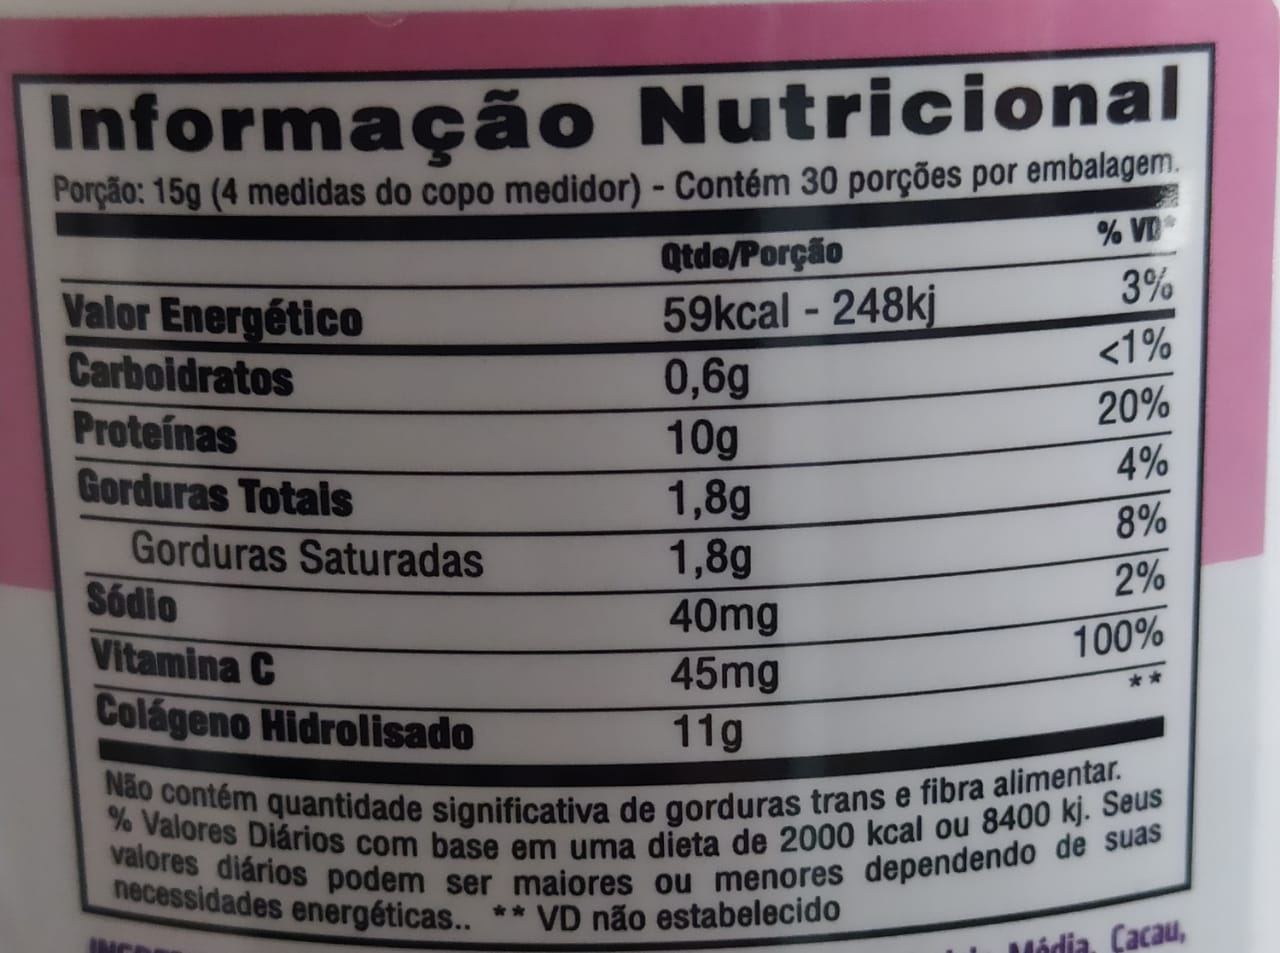 Informação Nutricional
Porção: 15g (4 medidas do copo medidor) - Contém 30 porções por embalagem.
Qtde/Porção % VD*
Valor Energético 59kcal - 248kj 3%
Carboidratos 0,6g <1%
Proteínas 10g 20%
Gorduras Totais 1,8g 4%
Gorduras Saturadas 1,8g 8%
Sódio 40mg 2%
Vitamina C 45mg 100%
Colágeno Hidrolisado 11g **
Não contém quantidade significativa de gorduras trans e fibra alimentar.
% Valores Diários com base em uma dieta de 2000 kcal ou 8400 kj. Seus
valores diários podem ser maiores ou menores dependendo de suas
necessidades energéticas.. ** VD não estabelecido
Média, Cacau,